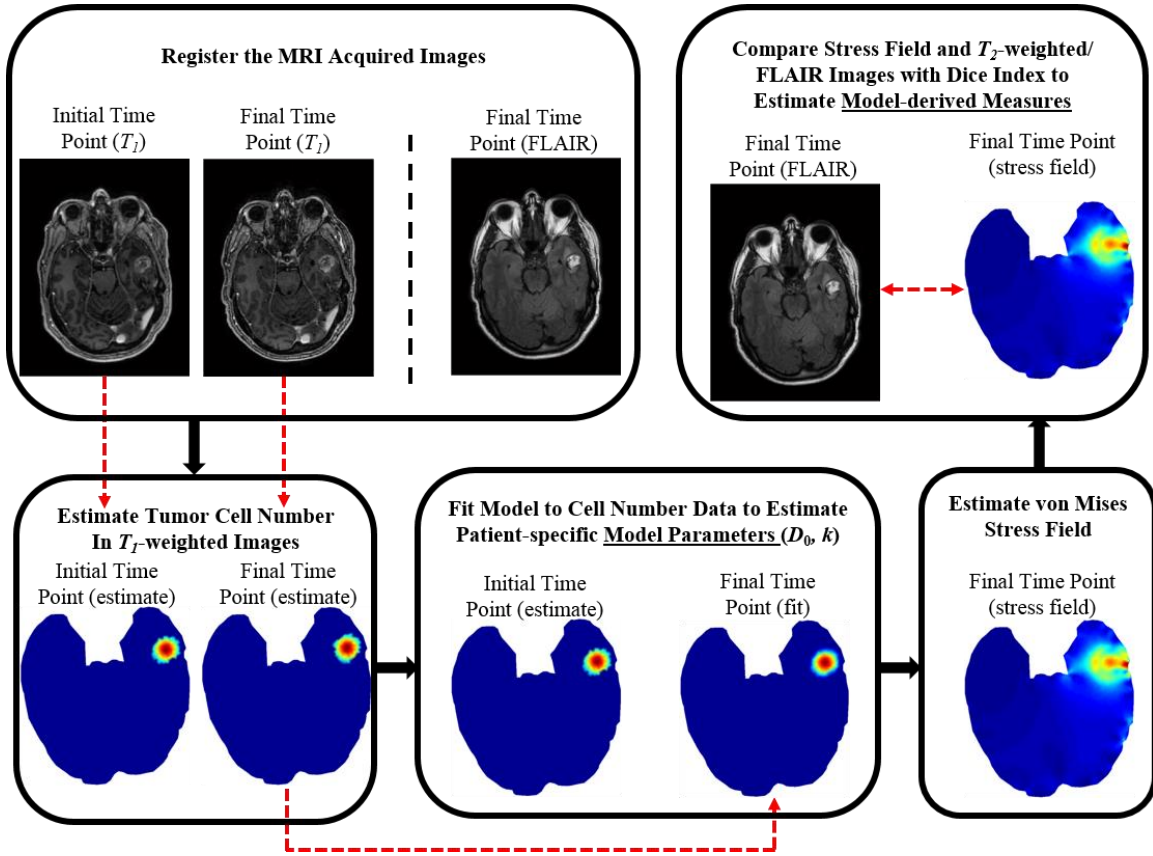 Register the MRI Acquired Images
Initial Time
Point (T1)
Final Time
Point (T1)
Final Time
Point (FLAIR)
Compare Stress Field and T2-weighted/
FLAIR Images with Dice Index to
Estimate Model-derived Measures
Final Time
Point (FLAIR)
Final Time Point
(stress field)
Estimate Tumor Cell Number
In T1-weighted Images
Initial Time
Point (estimate)
Final Time
Point (estimate)
Fit Model to Cell Number Data to Estimate
Patient-specific Model Parameters (D0, k)
Initial Time
Point (estimate)
Final Time
Point (fit)
Estimate von Mises
Stress Field
Final Time Point
(stress field)